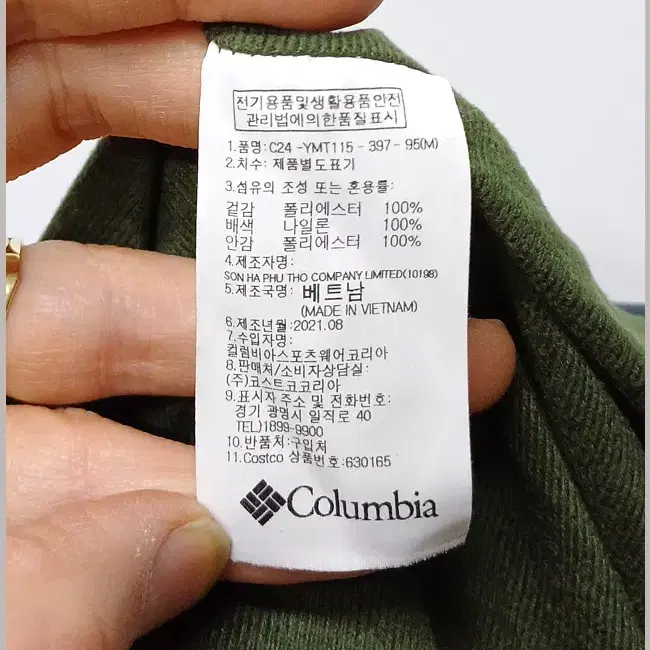 전기용품및생활용품안전
관리법에의한품질표시
1.품명: C24 -YMT115 - 397 - 95(M)
2.치수: 제품별도표기
3.섬유의 조성 또는 혼용률:
겉감 폴리에스터 100%
배색 나일론 100%
안감 폴리에스터 100%
4.제조자명:
SON HA PHU THO COMPANY LIMITED(10198)
5.제조국명: 베트남
(MADE IN VIETNAM)
6.제조년월:2021.08
7.수입자명:
컬럼비아스포츠웨어코리아
8.판매처/소비자상담실:
(주)코스트코코리아
9.표시자 주소 및 전화번호:
경기 광명시 일직로 40
TEL)1899-9900
10.반품처:구입처
11.Costco 상품번호:630165
Columbia